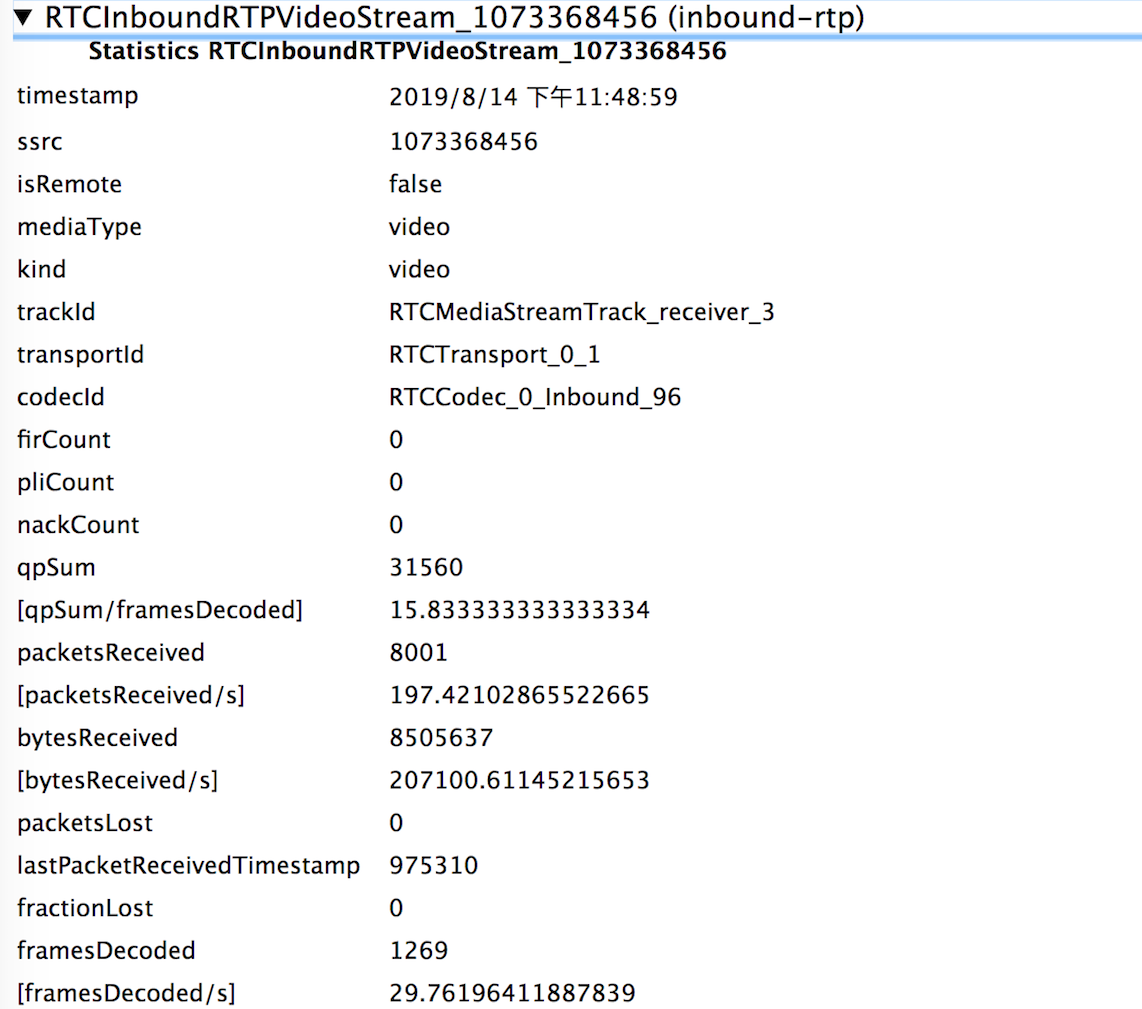 ▼ RTCInboundRTPVideoStream_1073368456 (inbound-rtp)
Statistics RTCInboundRTPVideoStream_1073368456
timestamp 2019/8/14 下午11:48:59
ssrc 1073368456
isRemote false
mediaType video
kind video
trackId RTCMediaStreamTrack_receiver_3
transportId RTCTransport_0_1
codecId RTCCodec_0_Inbound_96
firCount 0
pliCount 0
nackCount 0
qpSum 31560
[qpSum/framesDecoded] 15.833333333333334
packetsReceived 8001
[packetsReceived/s] 197.42102865522665
bytesReceived 8505637
[bytesReceived/s] 207100.61145215653
packetsLost 0
lastPacketReceivedTimestamp 975310
fractionLost 0
framesDecoded 1269
[framesDecoded/s] 29.76196411887839